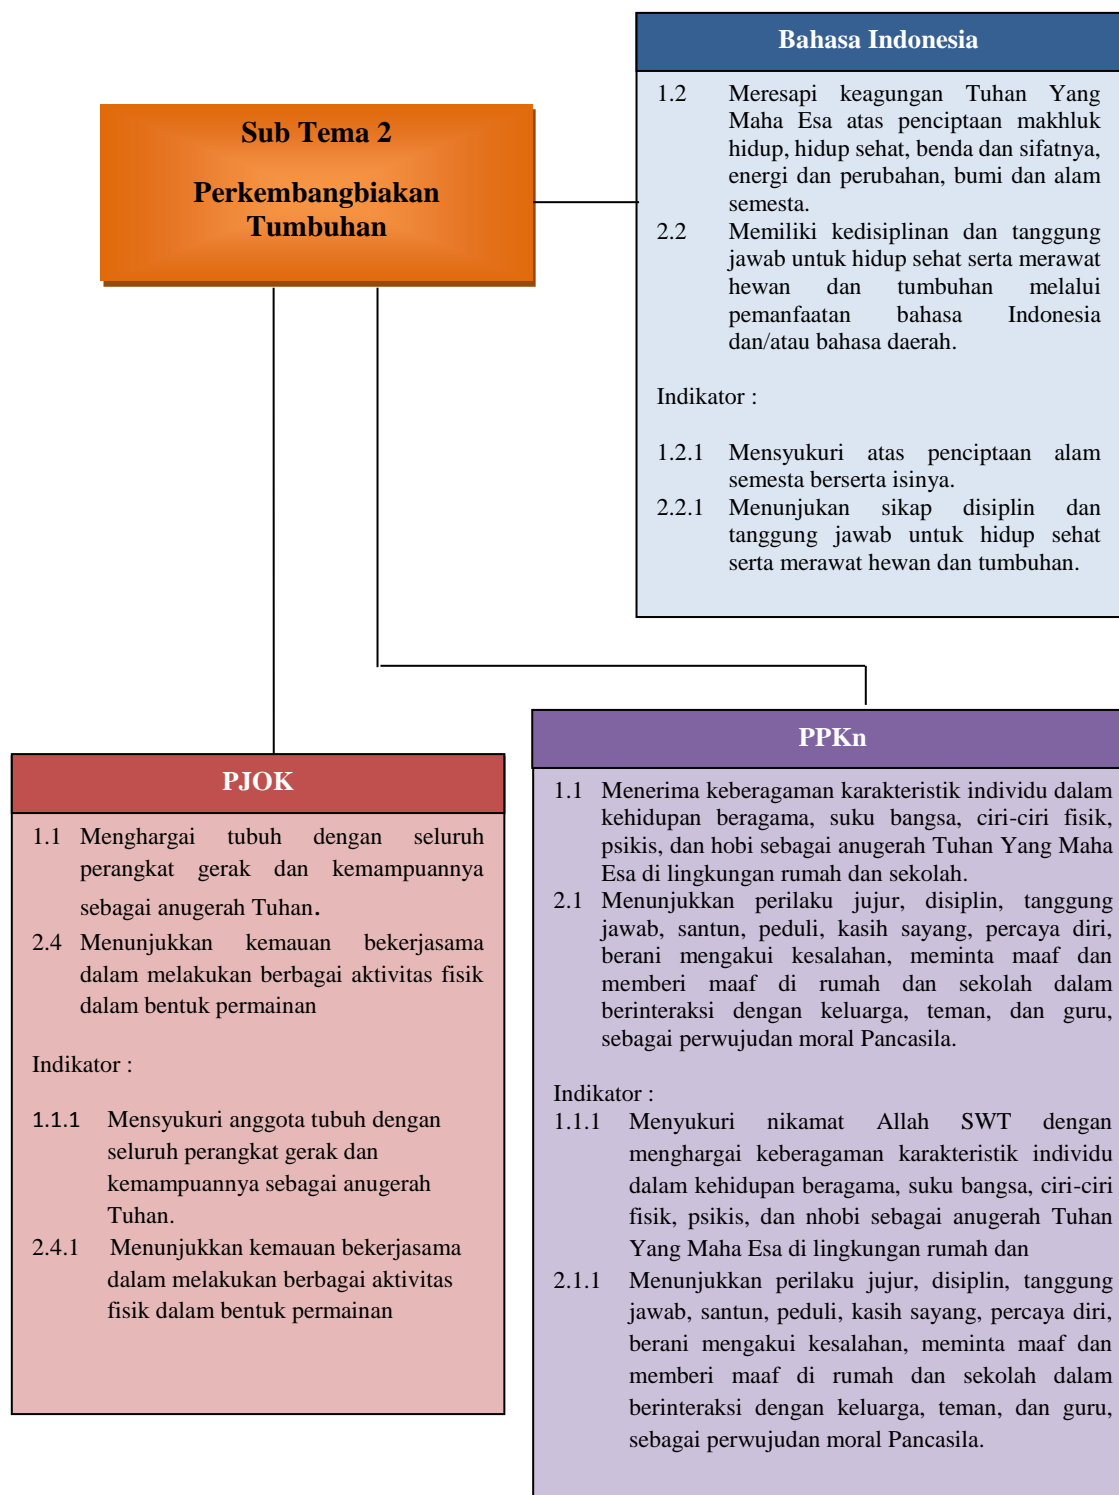 Sub Tema 2
Perkembangbiakan
Tumbuhan
Bahasa Indonesia
1.2 Meresapi keagungan Tuhan Yang
Maha Esa atas penciptaan makhluk
hidup, hidup sehat, benda dan sifatnya,
energi dan perubahan, bumi dan alam
semesta.
2.2 Memiliki kedisiplinan dan tanggung
jawab untuk hidup sehat serta merawat
hewan dan tumbuhan melalui
pemanfaatan bahasa Indonesia
dan/atau bahasa daerah.
Indikator :
1.2.1 Mensyukuri atas penciptaan alam
semesta berserta isinya.
2.2.1 Menunjukan sikap disiplin dan
tanggung jawab untuk hidup sehat
serta merawat hewan dan tumbuhan.
PJOK
1.1 Menghargai tubuh dengan seluruh
perangkat gerak dan kemampuannya
sebagai anugerah Tuhan.
2.4 Menunjukkan kemauan bekerjasama
dalam melakukan berbagai aktivitas fisik
dalam bentuk permainan
Indikator :
1.1.1 Mensyukuri anggota tubuh dengan
seluruh perangkat gerak dan
kemampuannya sebagai anugerah
Tuhan.
2.4.1 Menunjukkan kemauan bekerjasama
dalam melakukan berbagai aktivitas
fisik dalam bentuk permainan
PPKn
1.1 Menerima keberagaman karakteristik individu dalam
kehidupan beragama, suku bangsa, ciri-ciri fisik,
psikis, dan hobi sebagai anugerah Tuhan Yang Maha
Esa di lingkungan rumah dan sekolah.
2.1 Menunjukkan perilaku jujur, disiplin, tanggung
jawab, santun, peduli, kasih sayang, percaya diri,
berani mengakui kesalahan, meminta maaf dan
memberi maaf di rumah dan sekolah dalam
berinteraksi dengan keluarga, teman, dan guru,
sebagai perwujudan moral Pancasila.
Indikator :
1.1.1 Menyukuri nikamat Allah SWT dengan
menghargai keberagaman karakteristik individu
dalam kehidupan beragama, suku bangsa, ciri-ciri
fisik, psikis, dan nhobi sebagai anugerah Tuhan
Yang Maha Esa di lingkungan rumah dan
2.1.1 Menunjukkan perilaku jujur, disiplin, tanggung
jawab, santun, peduli, kasih sayang, percaya diri,
berani mengakui kesalahan, meminta maaf dan
memberi maaf di rumah dan sekolah dalam
berinteraksi dengan keluarga, teman, dan guru,
sebagai perwujudan moral Pancasila.